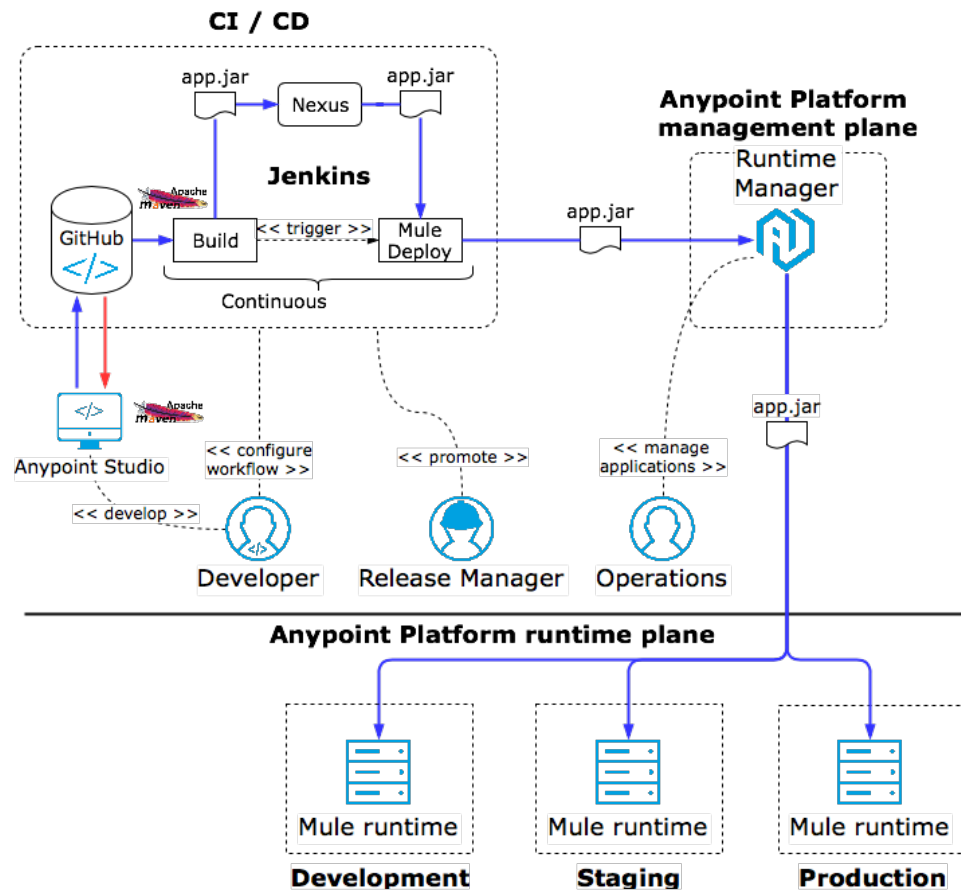 CI / CD
app.jar
Nexus
app.jar
Anypoint Platform
management plane
Runtime
Manager
Jenkins
Apache
maven
GitHub
</>
Build
<< trigger >>
Mule
Deploy
app.jar
Continuous
</>
Apache
maven
Anypoint Studio
<< develop >>
<< configure
workflow >>
<< promote >>
<< manage
applications >>
app.jar
</>
Developer
Release Manager
Operations
Anypoint Platform runtime plane
Mule runtime
Mule runtime
Mule runtime
Development
Staging
Production